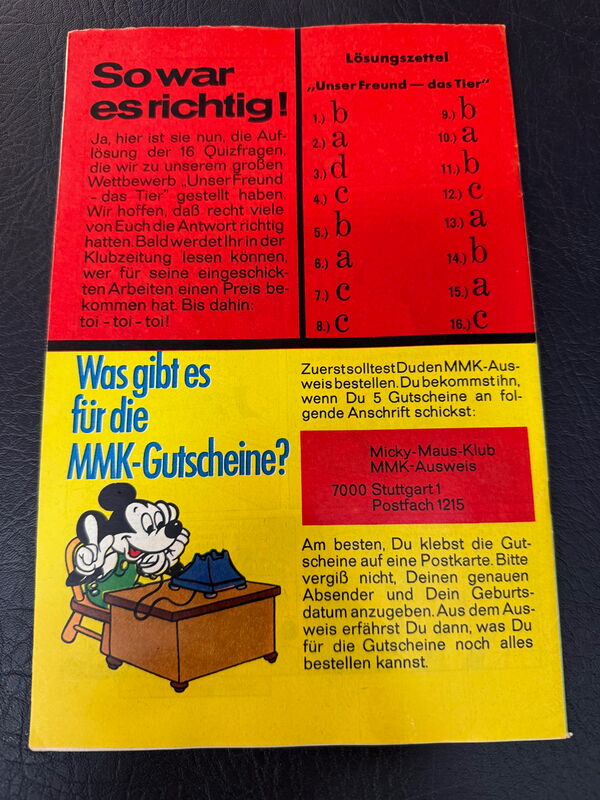 So war
es richtig!
Ja, hier ist sie nun, die Auf-
lösung der 16 Quizfragen,
die wir zu unserem großen
Wettbewerb „Unser Freund
- das Tier" gestellt haben.
Wir hoffen, daß recht viele
von Euch die Antwort richtig
hatten. Bald werdet Ihr in der
Klubzeitung lesen können,
wer für seine eingeschick-
ten Arbeiten einen Preis be-
kommen hat. Bis dahin:
toi - toi - toi!
Lösungszettel
„Unser Freund — das Tier"
1.) b
2.) a
3.) d
4.) c
5.) b
6.) a
7.) c
8.) c
9.) b
10.) a
11.) b
12.) c
13.) a
14.) b
15.) a
16.) c
Was gibt es
für die
MMK-Gutscheine?
Zuerst solltest Du den MMK-Aus-
weis bestellen. Du bekommst ihn,
wenn Du 5 Gutscheine an fol-
gende Anschrift schickst:
Micky-Maus-Klub
MMK-Ausweis
7000 Stuttgart 1
Postfach 1215
Am besten, Du klebst die Gut-
scheine auf eine Postkarte. Bitte
vergiß nicht, Deinen genauen
Absender und Dein Geburts-
datum anzugeben. Aus dem Aus-
weis erfährst Du dann, was Du
für die Gutscheine noch alles
bestellen kannst.